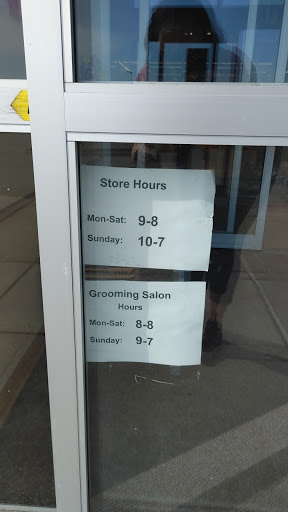 Store Hours
Mon-Sat: 9-8
Sunday: 10-7
Grooming Salon
Hours
Mon-Sat: 8-8
Sunday: 9-7